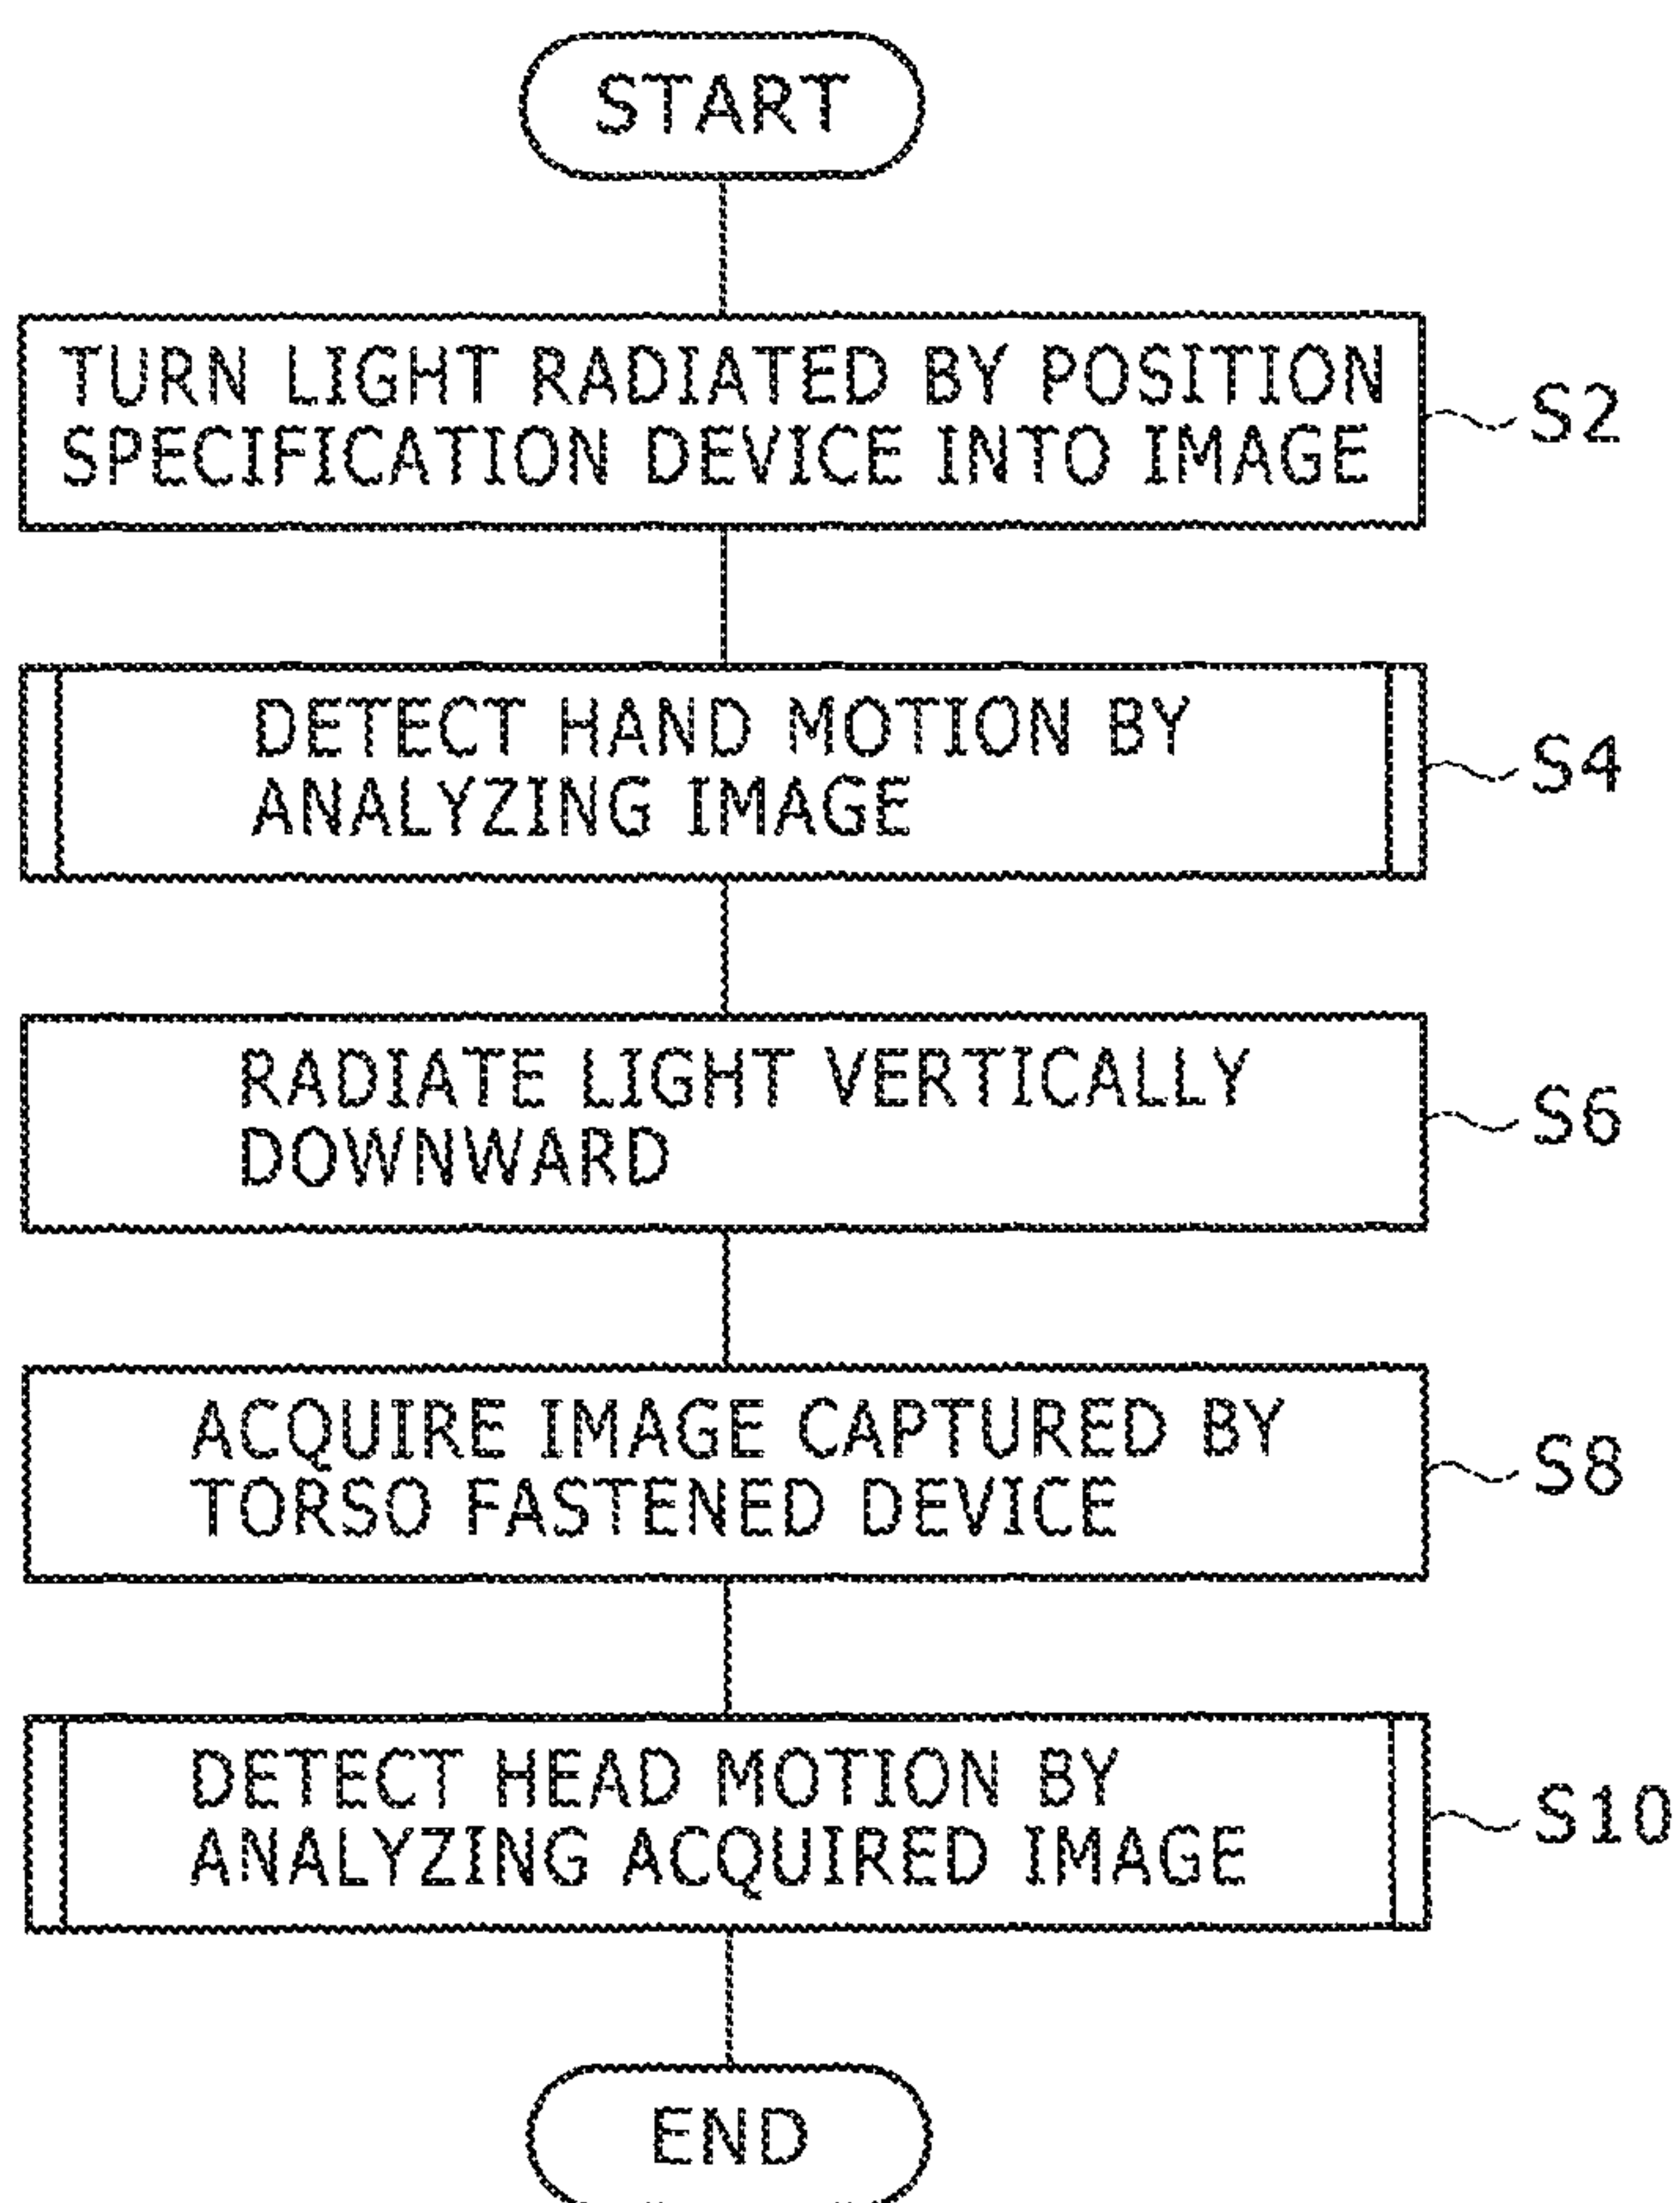 START
TURN LIGHT RADIATED BY POSITION
SPECIFICATION DEVICE INTO IMAGE
S2
DETECT HAND MOTION BY
ANALYZING IMAGE
S4
RADIATE LIGHT VERTICALLY
DOWNWARD
S6
ACQUIRE IMAGE CAPTURED BY
TORSO FASTENED DEVICE
S8
DETECT HEAD MOTION BY
ANALYZING ACQUIRED IMAGE
S10
END